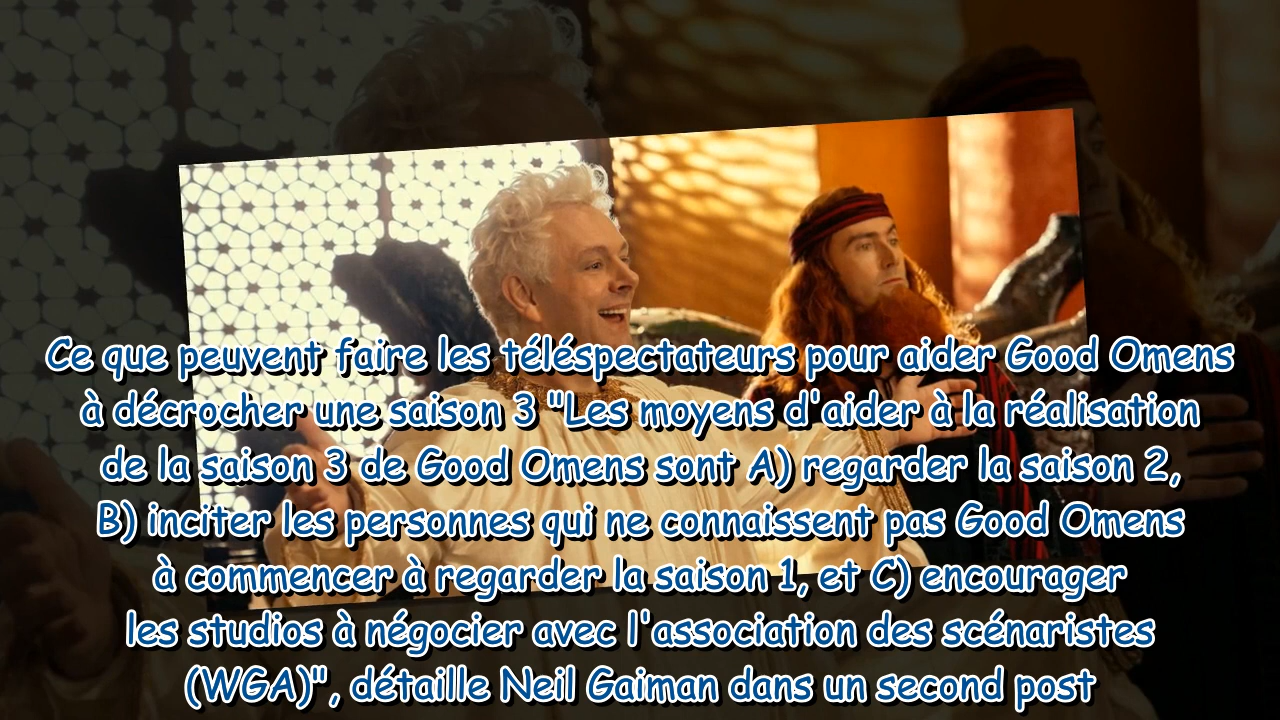 Ce que peuvent faire les téléspectateurs pour aider Good Omens
à décrocher une saison 3 "Les moyens d'aider à la réalisation
de la saison 3 de Good Omens sont A) regarder la saison 2,
B) inciter les personnes qui ne connaissent pas Good Omens
à commencer à regarder la saison 1, et C) encourager
les studios à négocier avec l'association des scénaristes
(WGA)", détaille Neil Gaiman dans un second post